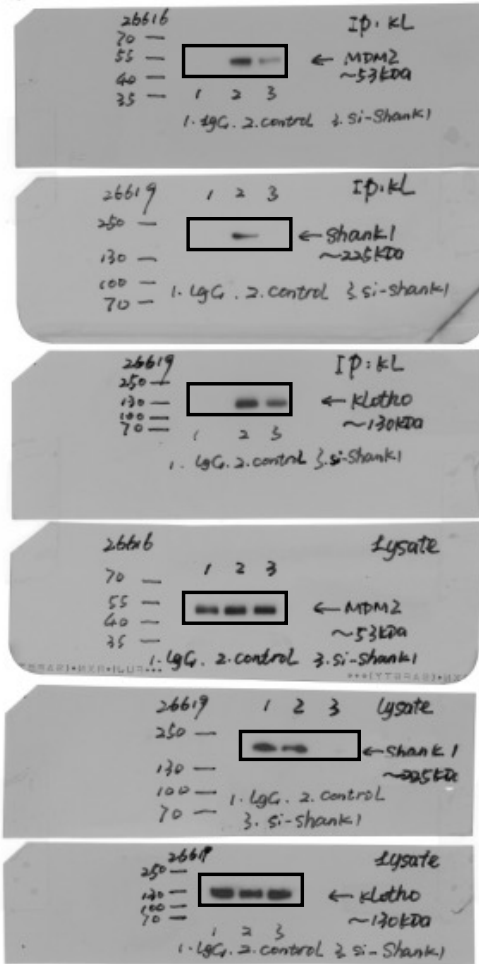 26616 IP:KL
70 —
55 — ← MDM2
40 — ~53KDa
35 — 1 2 3
1.IgG. 2.control 3.si-Shank1
26619 1 2 3 IP:KL
250 — ← Shank1
130 — ~225KDa
100 —
70 — 1.IgG. 2.control 3.si-Shank1
26619 IP:KL
250 —
130 — ← Klotho
100 — ~130KDa
70 — 1 2 3
1.IgG. 2.control 3.si-Shank1
26616 Lysate
70 — 1 2 3
55 — ← MDM2
40 — ~53KDa
35 —
1.IgG. 2.control 3.si-Shank1
26619 1 2 3 Lysate
250 — ← Shank1
130 — ~225KDa
100 — 1.IgG. 2.control
70 — 3.si-Shank1
26619 Lysate
250 —
130 — ← Klotho
100 — ~130KDa
70 — 1 2 3
1.IgG. 2.control 3.si-Shank1